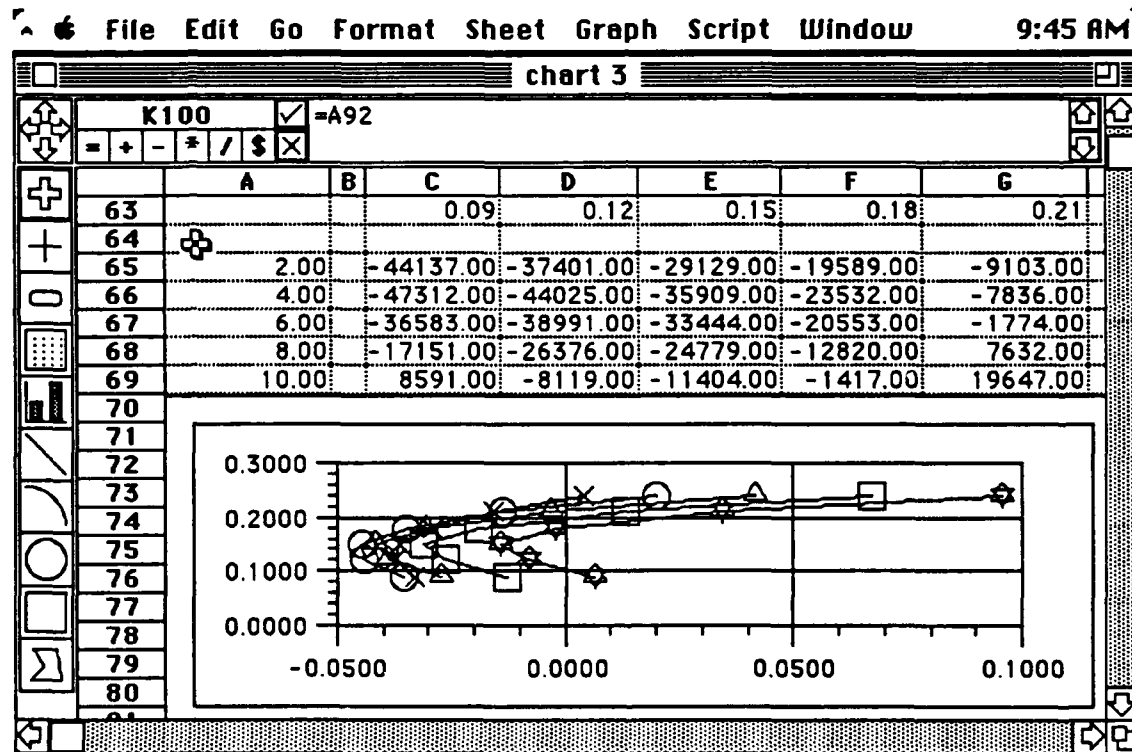 File Edit Go Format Sheet Graph Script Window 9:45 AM
chart 3
K100 =A92
= + - * / $
A B C D E F G
63 0.09 0.12 0.15 0.18 0.21
64
65 2.00 -44137.00 -37401.00 -29129.00 -19589.00 -9103.00
66 4.00 -47312.00 -44025.00 -35909.00 -23532.00 -7836.00
67 6.00 -36583.00 -38991.00 -33444.00 -20553.00 -1774.00
68 8.00 -17151.00 -26376.00 -24779.00 -12820.00 7632.00
69 10.00 8591.00 -8119.00 -11404.00 -1417.00 19647.00
70
71
72 0.3000
73
74 0.2000
75
76 0.1000
77
78 0.0000
79 -0.0500 0.0000 0.0500 0.1000
80